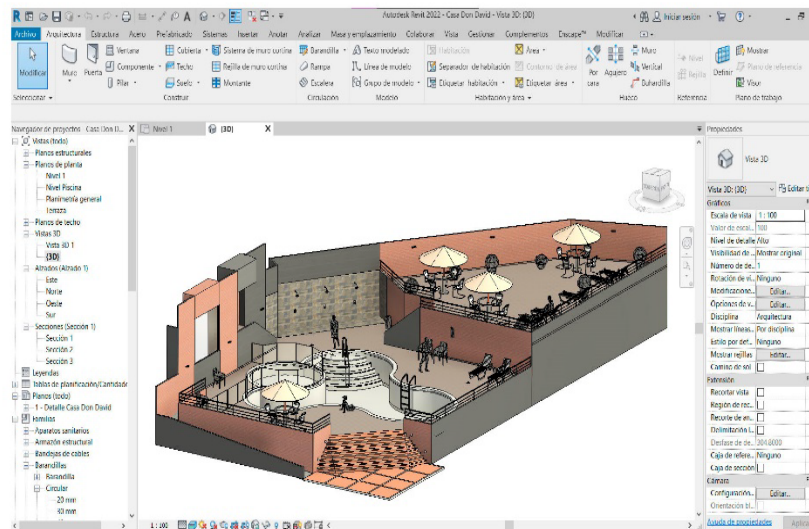 Autodesk Revit 2022 - Casa Don David - Vista 3D: {3D}
Iniciar sesión
Archivo Arquitectura Estructura Acero Prefabricado Sistemas Insertar Anotar Analizar Masa y emplazamiento Colaborar Vista Gestionar Complementos Enscape™ Modificar
Modificar
Muro
Puerta
Ventana
Componente
Pilar
Cubierta
Techo
Suelo
Sistema de muro cortina
Rejilla de muro cortina
Montante
Barandilla
Rampa
Escalera
Texto modelado
Línea de modelo
Grupo de modelo
Habitación
Separador de habitación
Etiquetar habitación
Área
Contorno de área
Etiquetar área
Por cara
Agujero
Muro
Vertical
Buhardilla
Nivel
Rejilla
Definir
Mostrar
Plano de referencia
Visor
Seleccionar
Construir
Circulación
Modelo
Habitación y área
Hueco
Referencia
Plano de trabajo
Navegador de proyectos - Casa Don D... X
Vistas (todo)
Planos estructurales
Planos de planta
Nivel 1
Nivel Piscina
Planimetría general
Terraza
Planos de techo
Vistas 3D
Vista 3D 1
{3D}
Alzados (Alzado 1)
Este
Norte
Oeste
Sur
Secciones (Sección 1)
Sección 1
Sección 2
Sección 3
Leyendas
Tablas de planificación/Cantidade
Planos (todo)
1 - Detalle Casa Don David
Familias
Aparatos sanitarios
Armazón estructural
Bandejas de cables
Barandillas
Barandilla
Circular
20 mm
30 mm
Nivel 1
{3D} X
1 : 100
Propiedades
Vista 3D
Vista 3D: {3D} Editar ti
Gráficos
Escala de vista 1 : 100
Valor de escal... 100
Nivel de detalle Alto
Visibilidad de... Mostrar original
Número de de... 1
Rotación de vi... Ninguno
Modificacione... Editar...
Opciones de v... Editar...
Disciplina Arquitectura
Mostrar líneas... Por disciplina
Estilo por def... Ninguno
Mostrar rejillas Editar...
Camino de sol
Extensión
Recortar vista
Región de rec...
Recorte de an...
Delimitación l...
Desfase de de... 304.8000
Caja de refere... Ninguno
Caja de sección
Cámara
Configuración... Editar...
Orientación bl...
Ayuda de propiedades